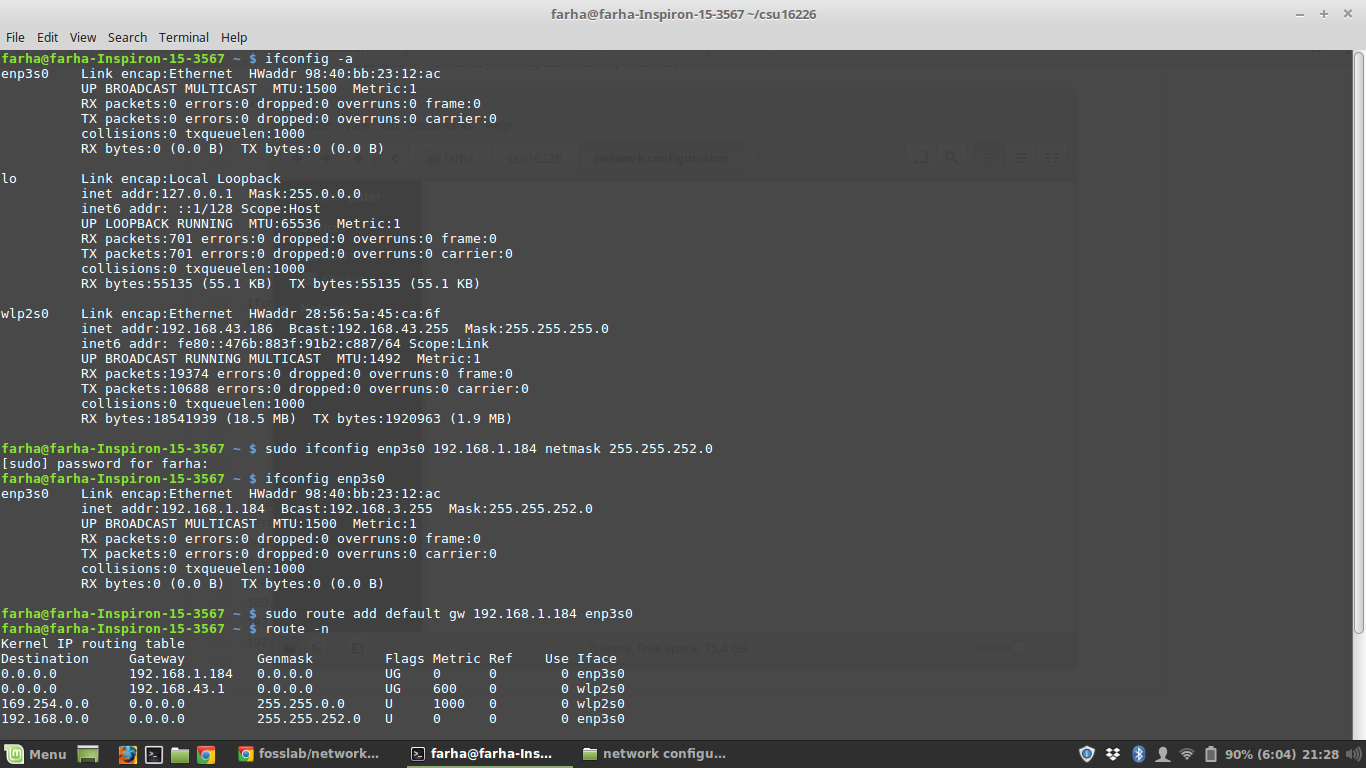 farha@farha-Inspiron-15-3567 ~/csu16226
File Edit View Search Terminal Help
farha@farha-Inspiron-15-3567 ~ $ ifconfig -a
enp3s0    Link encap:Ethernet  HWaddr 98:40:bb:23:12:ac
          UP BROADCAST MULTICAST  MTU:1500  Metric:1
          RX packets:0 errors:0 dropped:0 overruns:0 frame:0
          TX packets:0 errors:0 dropped:0 overruns:0 carrier:0
          collisions:0 txqueuelen:1000
          RX bytes:0 (0.0 B)  TX bytes:0 (0.0 B)
lo        Link encap:Local Loopback
          inet addr:127.0.0.1  Mask:255.0.0.0
          inet6 addr: ::1/128 Scope:Host
          UP LOOPBACK RUNNING  MTU:65536  Metric:1
          RX packets:701 errors:0 dropped:0 overruns:0 frame:0
          TX packets:701 errors:0 dropped:0 overruns:0 carrier:0
          collisions:0 txqueuelen:1000
          RX bytes:55135 (55.1 KB)  TX bytes:55135 (55.1 KB)
wlp2s0    Link encap:Ethernet  HWaddr 28:56:5a:45:ca:6f
          inet addr:192.168.43.186  Bcast:192.168.43.255  Mask:255.255.255.0
          inet6 addr: fe80::476b:883f:91b2:c887/64 Scope:Link
          UP BROADCAST RUNNING MULTICAST  MTU:1492  Metric:1
          RX packets:19374 errors:0 dropped:0 overruns:0 frame:0
          TX packets:10688 errors:0 dropped:0 overruns:0 carrier:0
          collisions:0 txqueuelen:1000
          RX bytes:18541939 (18.5 MB)  TX bytes:1920963 (1.9 MB)
farha@farha-Inspiron-15-3567 ~ $ sudo ifconfig enp3s0 192.168.1.184 netmask 255.255.252.0
[sudo] password for farha:
farha@farha-Inspiron-15-3567 ~ $ ifconfig enp3s0
enp3s0    Link encap:Ethernet  HWaddr 98:40:bb:23:12:ac
          inet addr:192.168.1.184  Bcast:192.168.3.255  Mask:255.255.252.0
          UP BROADCAST MULTICAST  MTU:1500  Metric:1
          RX packets:0 errors:0 dropped:0 overruns:0 frame:0
          TX packets:0 errors:0 dropped:0 overruns:0 carrier:0
          collisions:0 txqueuelen:1000
          RX bytes:0 (0.0 B)  TX bytes:0 (0.0 B)
farha@farha-Inspiron-15-3567 ~ $ sudo route add default gw 192.168.1.184 enp3s0
farha@farha-Inspiron-15-3567 ~ $ route -n
Kernel IP routing table
Destination     Gateway         Genmask         Flags Metric Ref    Use Iface
0.0.0.0         192.168.1.184   0.0.0.0         UG    0      0        0 enp3s0
0.0.0.0         192.168.43.1    0.0.0.0         UG    600    0        0 wlp2s0
169.254.0.0     0.0.0.0         255.255.0.0     U     1000   0        0 wlp2s0
192.168.0.0     0.0.0.0         255.255.252.0   U     0      0        0 enp3s0
farha csu16226 network configuration
Free space: 75.4 GB
Menu fosslab/network... farha@farha-Ins... network configu... 90% (6:04) 21:28